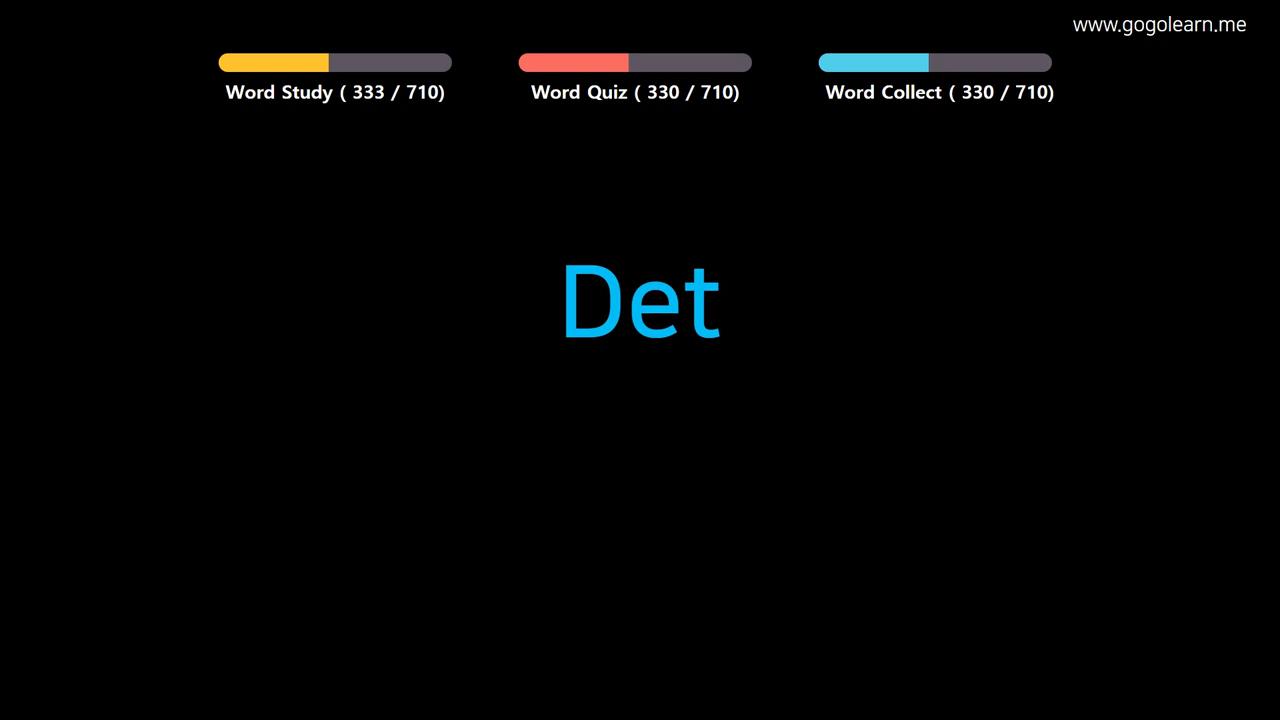 www.gogolearn.me
Word Study ( 333 / 710)
Word Quiz ( 330 / 710)
Word Collect ( 330 / 710)
Det